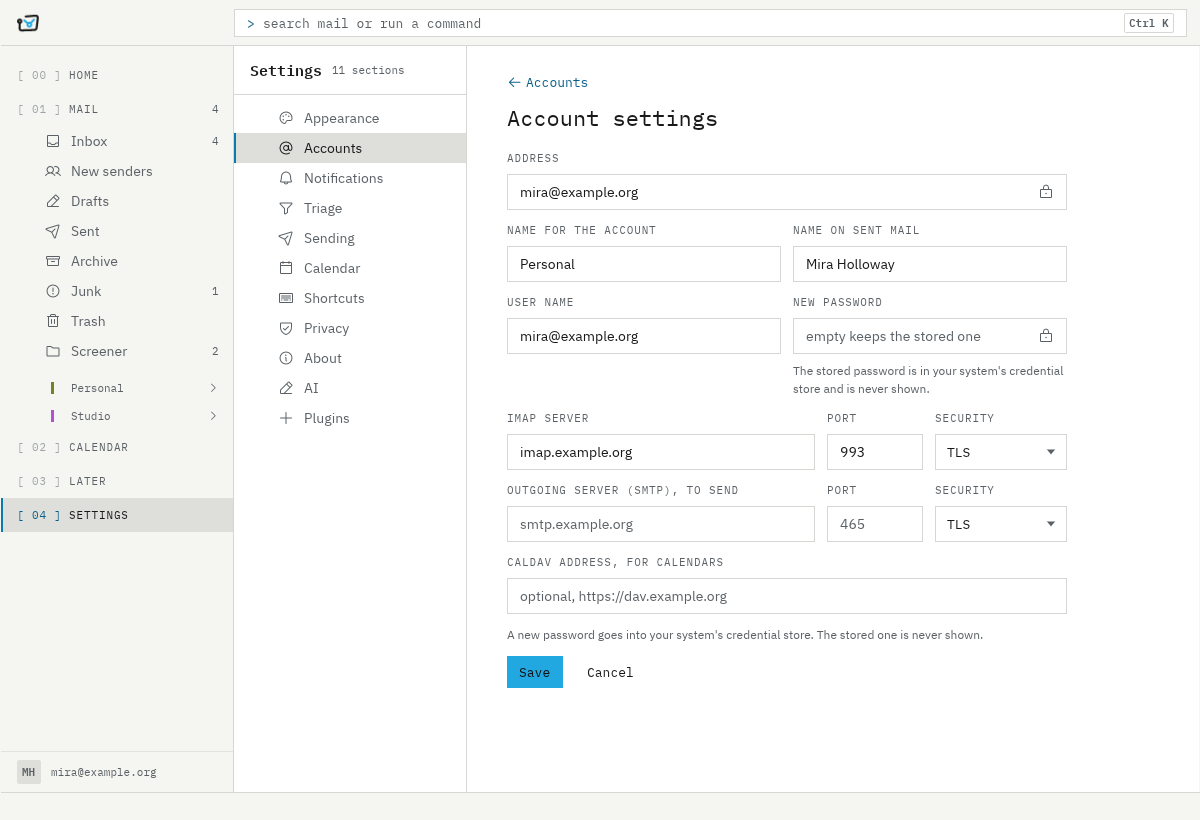 > search mail or run a command
Ctrl K
[ 00 ] HOME
[ 01 ] MAIL 4
Inbox 4
New senders
Drafts
Sent
Archive
Junk 1
Trash
Screener 2
Personal
Studio
[ 02 ] CALENDAR
[ 03 ] LATER
[ 04 ] SETTINGS
MH mira@example.org
Settings 11 sections
Appearance
Accounts
Notifications
Triage
Sending
Calendar
Shortcuts
Privacy
About
AI
Plugins
← Accounts
Account settings
ADDRESS
mira@example.org
NAME FOR THE ACCOUNT NAME ON SENT MAIL
Personal Mira Holloway
USER NAME NEW PASSWORD
mira@example.org empty keeps the stored one
The stored password is in your system's credential
store and is never shown.
IMAP SERVER PORT SECURITY
imap.example.org 993 TLS
OUTGOING SERVER (SMTP), TO SEND PORT SECURITY
smtp.example.org 465 TLS
CALDAV ADDRESS, FOR CALENDARS
optional, https://dav.example.org
A new password goes into your system's credential store. The stored one is never shown.
Save Cancel